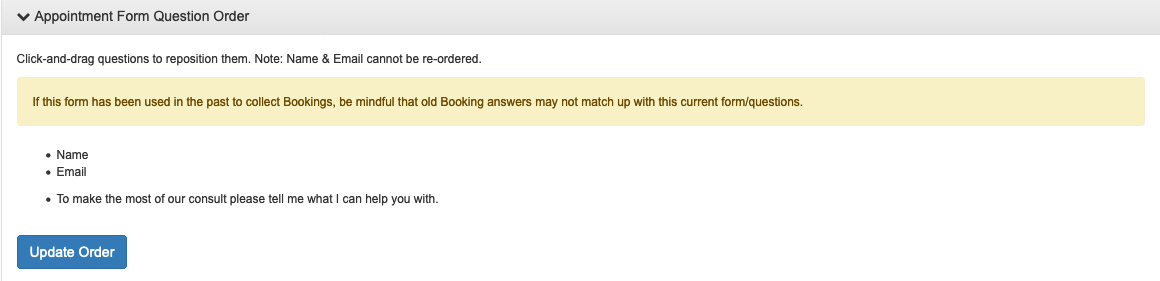 Appointment Form Question Order
Click-and-drag questions to reposition them. Note: Name & Email cannot be re-ordered.
If this form has been used in the past to collect Bookings, be mindful that old Booking answers may not match up with this current form/questions.
Name
Email
To make the most of our consult please tell me what I can help you with.
Update Order